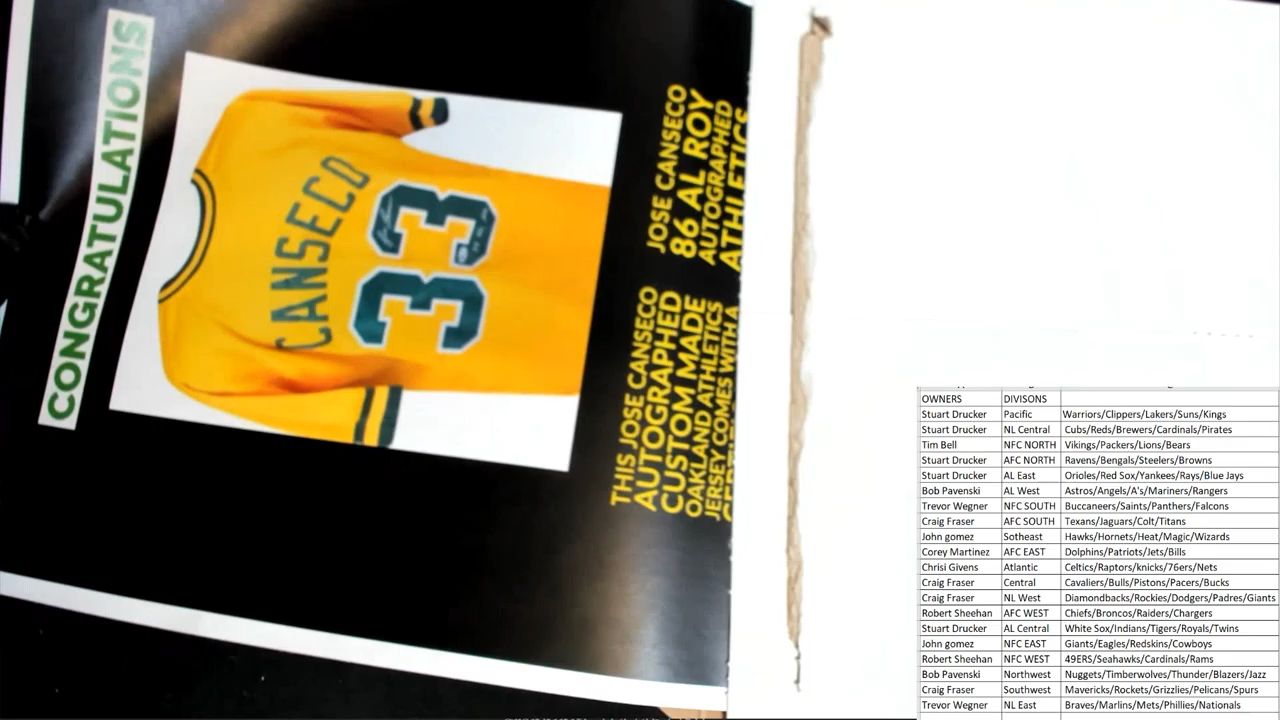 CONGRATULATIONS
CANSECO
33
JOSE CANSECO
86 AL ROY
AUTOGRAPHED
ATHLETICS
THIS JOSE CANSECO
AUTOGRAPHED
CUSTOM MADE
OAKLAND ATHLETICS
JERSEY COMES WITH A
OWNERS DIVISONS
Stuart Drucker Pacific Warriors/Clippers/Lakers/Suns/Kings
Stuart Drucker NL Central Cubs/Reds/Brewers/Cardinals/Pirates
Tim Bell NFC NORTH Vikings/Packers/Lions/Bears
Stuart Drucker AFC NORTH Ravens/Bengals/Steelers/Browns
Stuart Drucker AL East Orioles/Red Sox/Yankees/Rays/Blue Jays
Bob Pavenski AL West Astros/Angels/A's/Mariners/Rangers
Trevor Wegner NFC SOUTH Buccaneers/Saints/Panthers/Falcons
Craig Fraser AFC SOUTH Texans/Jaguars/Colt/Titans
John gomez Sotheast Hawks/Hornets/Heat/Magic/Wizards
Corey Martinez AFC EAST Dolphins/Patriots/Jets/Bills
Chrisi Givens Atlantic Celtics/Raptors/knicks/76ers/Nets
Craig Fraser Central Cavaliers/Bulls/Pistons/Pacers/Bucks
Craig Fraser NL West Diamondbacks/Rockies/Dodgers/Padres/Giants
Robert Sheehan AFC WEST Chiefs/Broncos/Raiders/Chargers
Stuart Drucker AL Central White Sox/Indians/Tigers/Royals/Twins
John gomez NFC EAST Giants/Eagles/Redskins/Cowboys
Robert Sheehan NFC WEST 49ERS/Seahawks/Cardinals/Rams
Bob Pavenski Northwest Nuggets/Timberwolves/Thunder/Blazers/Jazz
Craig Fraser Southwest Mavericks/Rockets/Grizzlies/Pelicans/Spurs
Trevor Wegner NL East Braves/Marlins/Mets/Phillies/Nationals